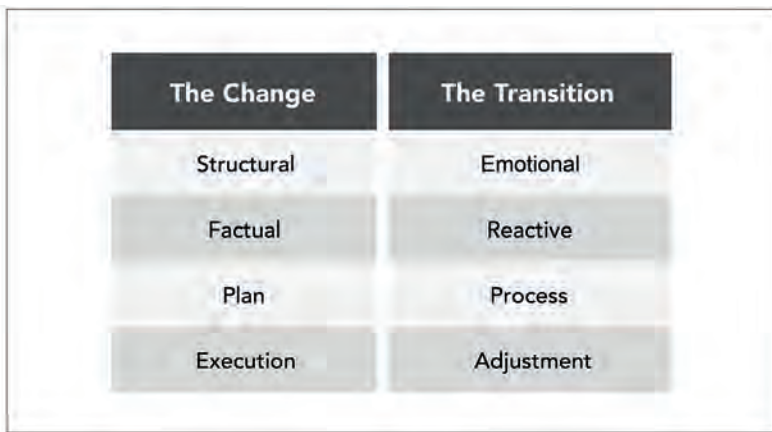 The Change The Transition
Structural Emotional
Factual Reactive
Plan Process
Execution Adjustment